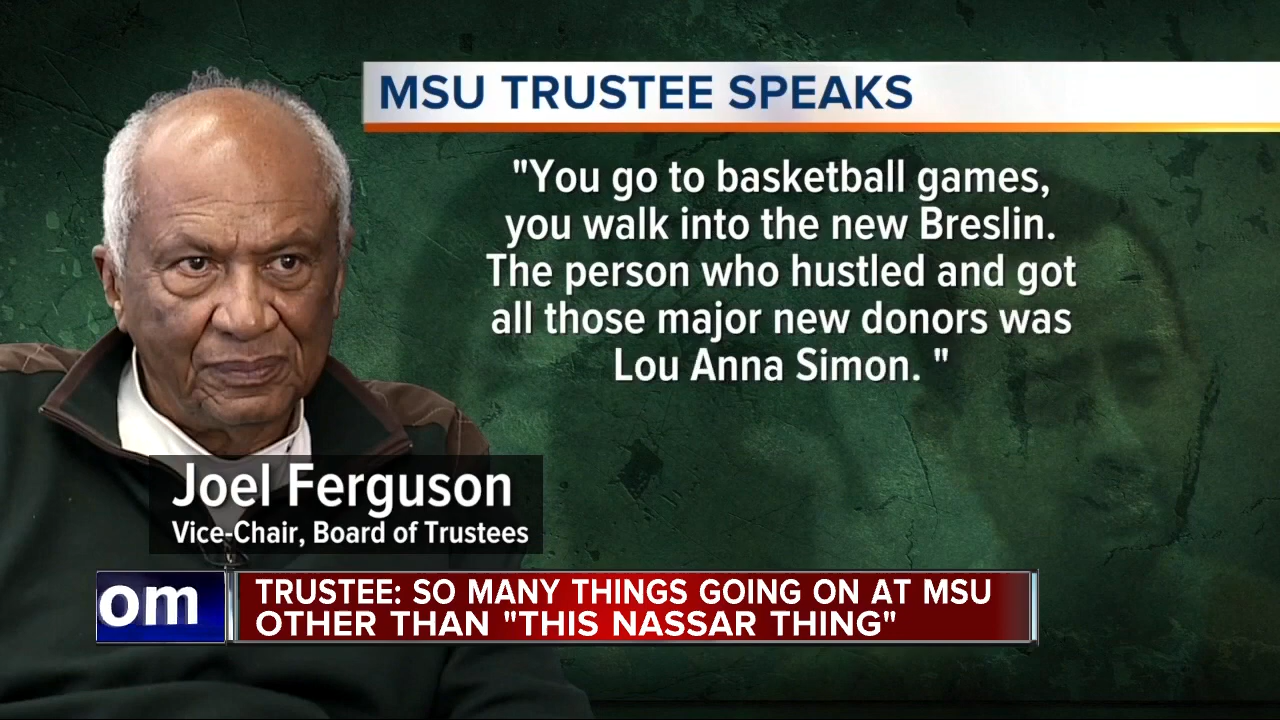 MSU TRUSTEE SPEAKS
"You go to basketball games,
you walk into the new Breslin.
The person who hustled and got
all those major new donors was
Lou Anna Simon. "
Joel Ferguson
Vice-Chair, Board of Trustees
om
TRUSTEE: SO MANY THINGS GOING ON AT MSU
OTHER THAN "THIS NASSAR THING"